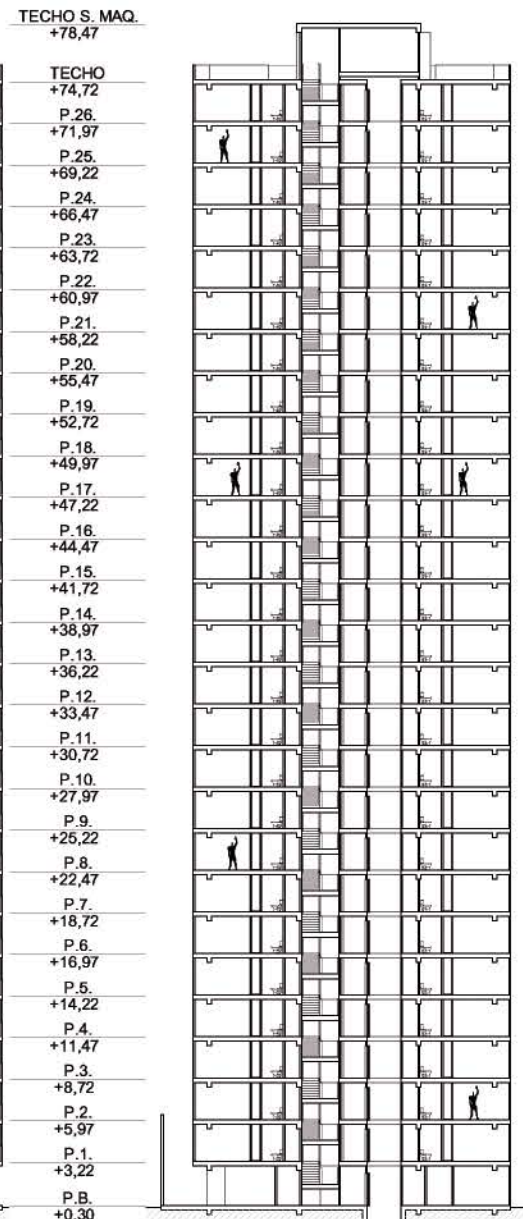 TECHO S. MAQ.
+78,47
TECHO
+74,72
P.26.
+71,97
P.25.
+69,22
P.24.
+66,47
P.23.
+63,72
P.22.
+60,97
P.21.
+58,22
P.20.
+55,47
P.19.
+52,72
P.18.
+49,97
P.17.
+47,22
P.16.
+44,47
P.15.
+41,72
P.14.
+38,97
P.13.
+36,22
P.12.
+33,47
P.11.
+30,72
P.10.
+27,97
P.9.
+25,22
P.8.
+22,47
P.7.
+18,72
P.6.
+16,97
P.5.
+14,22
P.4.
+11,47
P.3.
+8,72
P.2.
+5,97
P.1.
+3,22
P.B.
+0,30